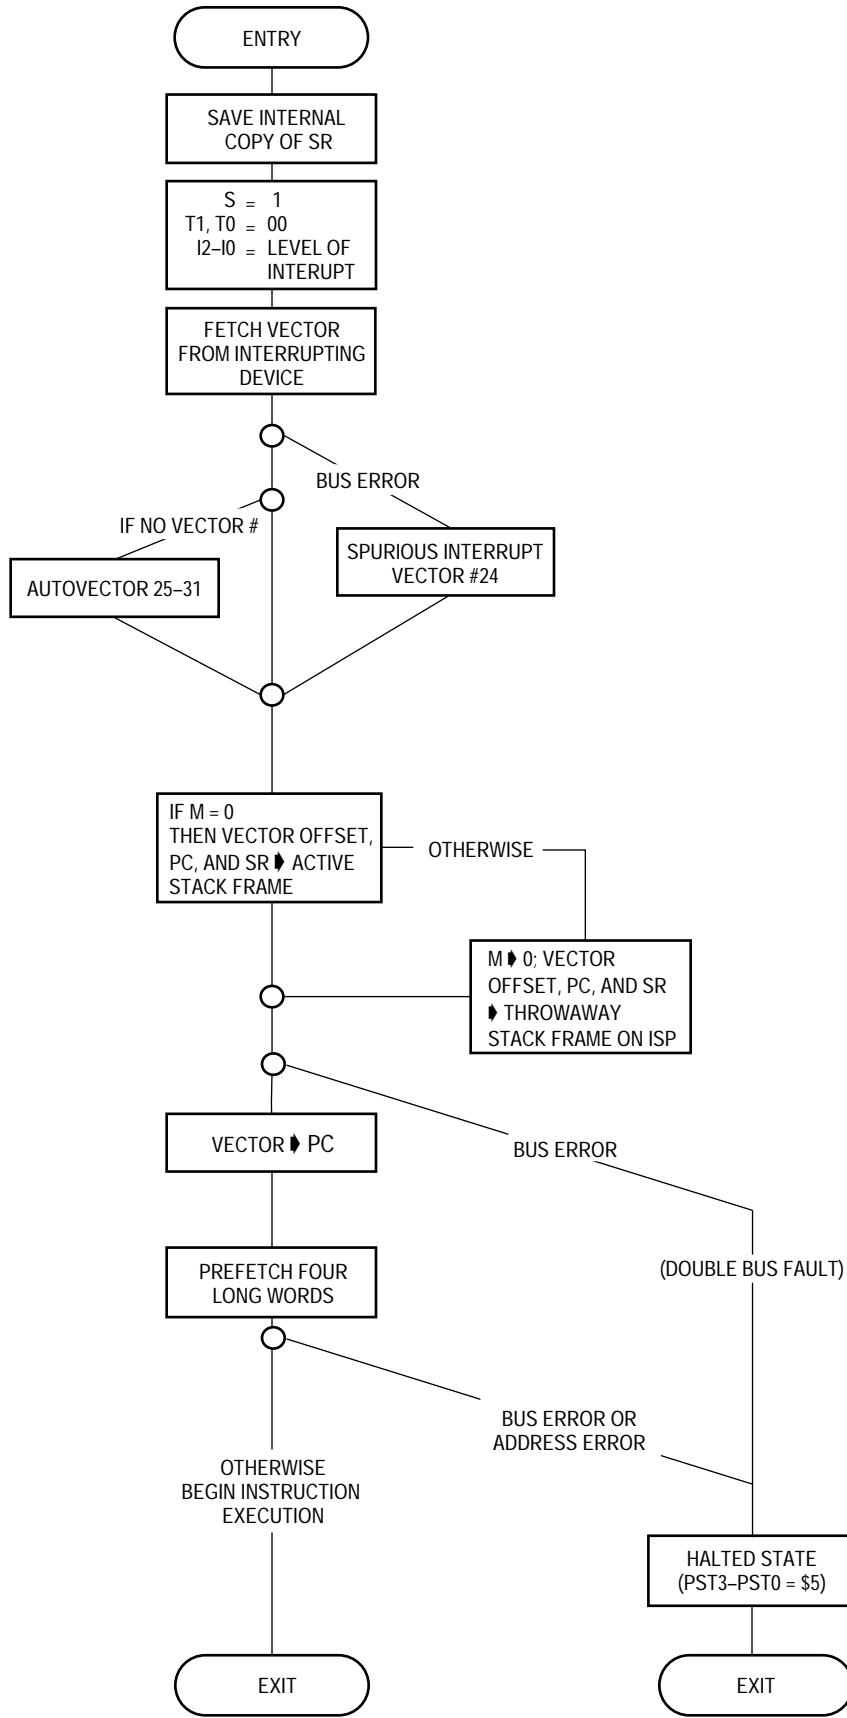 ENTRY
SAVE INTERNAL
COPY OF SR
S = 1
T1, T0 = 00
I2–I0 = LEVEL OF
INTERUPT
FETCH VECTOR
FROM INTERRUPTING
DEVICE
BUS ERROR
IF NO VECTOR #
SPURIOUS INTERRUPT
VECTOR #24
AUTOVECTOR 25–31
IF M = 0
THEN VECTOR OFFSET,
PC, AND SR ➧ ACTIVE
STACK FRAME
OTHERWISE
M ➧ 0; VECTOR
OFFSET, PC, AND SR
➧ THROWAWAY
STACK FRAME ON ISP
VECTOR ➧ PC
BUS ERROR
(DOUBLE BUS FAULT)
PREFETCH FOUR
LONG WORDS
BUS ERROR OR
ADDRESS ERROR
OTHERWISE
BEGIN INSTRUCTION
EXECUTION
HALTED STATE
(PST3–PST0 = $5)
EXIT
EXIT